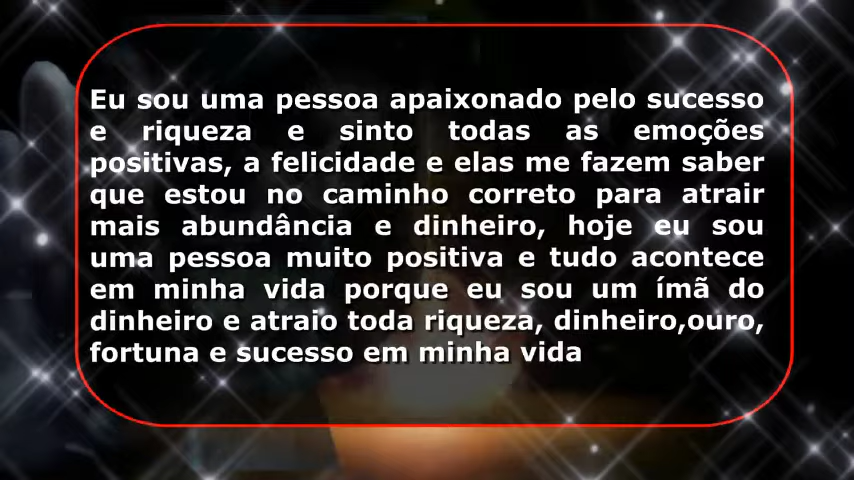 Eu sou uma pessoa apaixonado pelo sucesso
e riqueza e sinto todas as emoções
positivas, a felicidade e elas me fazem saber
que estou no caminho correto para atrair
mais abundância e dinheiro, hoje eu sou
uma pessoa muito positiva e tudo acontece
em minha vida porque eu sou um ímã do
dinheiro e atraio toda riqueza, dinheiro,ouro,
fortuna e sucesso em minha vida